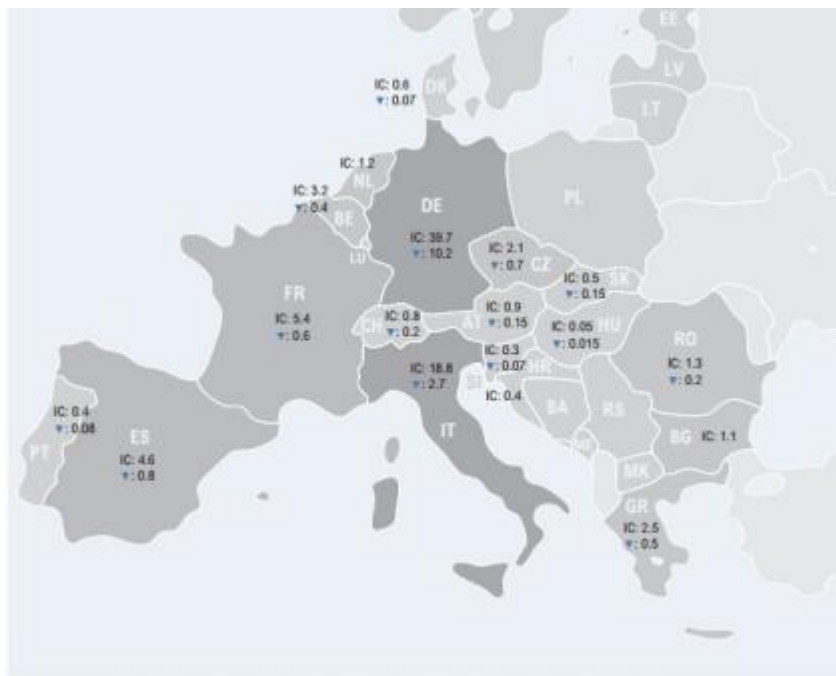 EE
LV
LT
IC: 0.6
▼: 0.07
DK
IC: 1.2
NL
IC: 3.2
▼: 0.4
BE
LU
DE
IC: 39.7
▼: 10.2
PL
IC: 2.1
▼: 0.7
CZ
IC: 0.5
▼: 0.15
SK
FR
IC: 5.4
▼: 0.6
CH
IC: 0.8
▼: 0.2
AT
IC: 0.9
▼: 0.15
IC: 0.05
▼: 0.015
HU
RO
IC: 1.3
▼: 0.2
IC: 0.3
▼: 0.07
HR
SI
IC: 0.4
IC: 18.8
▼: 2.7
IT
BA
RS
BG IC: 1.1
MK
GR
IC: 2.5
▼: 0.5
IC: 0.4
▼: 0.08
PT
ES
IC: 4.6
▼: 0.8